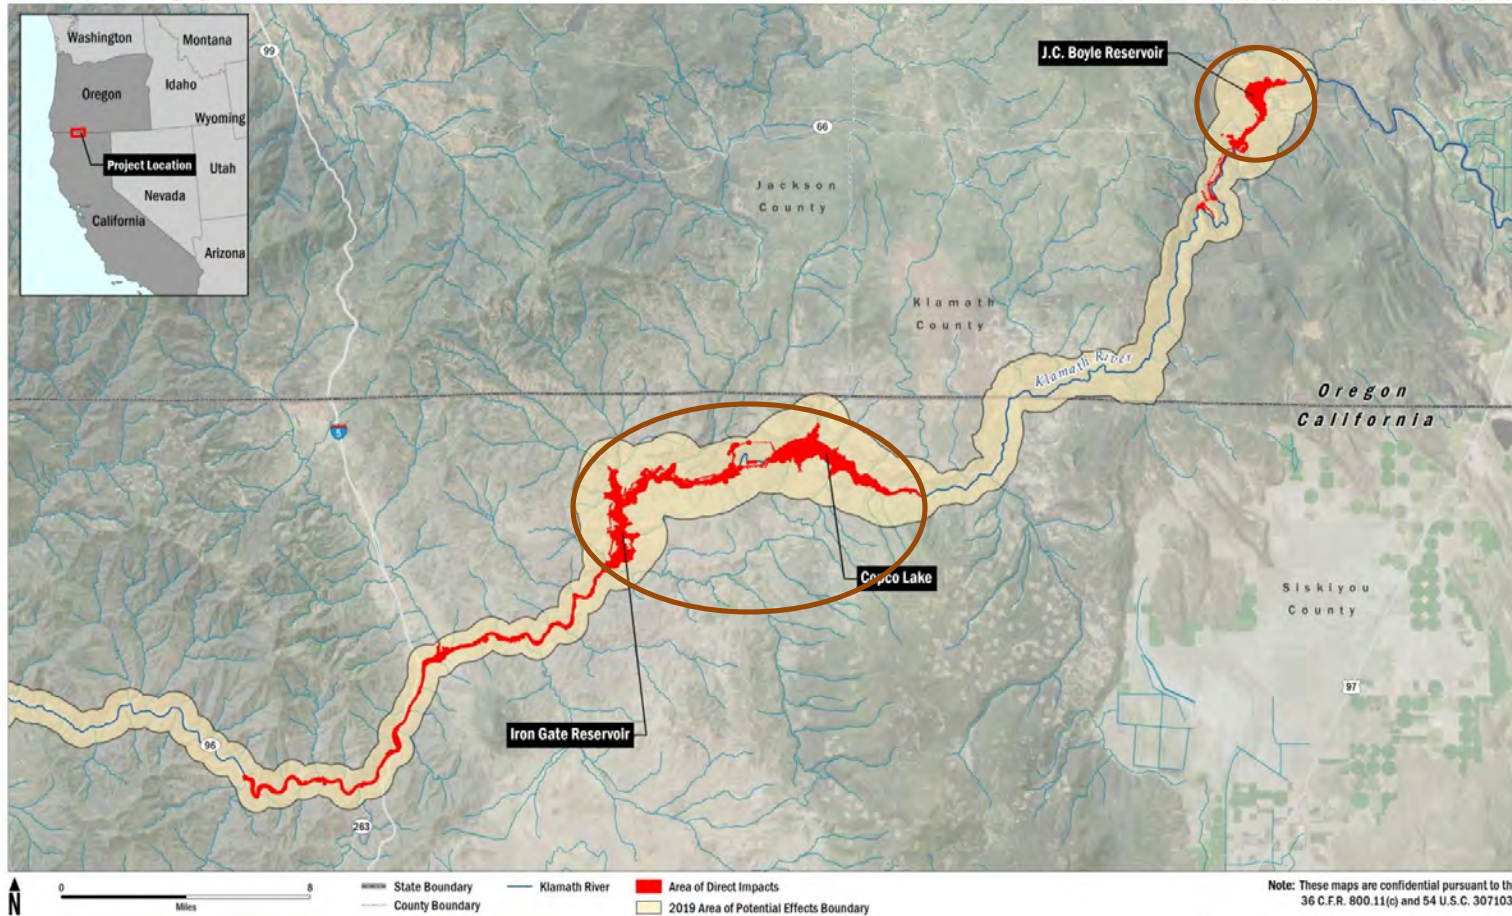 Washington
Montana
Oregon
Idaho
Wyoming
Project Location
Utah
Nevada
California
Arizona
99
J.C. Boyle Reservoir
66
Jackson
County
Klamath
County
Klamath River
Oregon
California
5
Copco Lake
Siskiyou
County
97
Iron Gate Reservoir
96
263
N
0 8
Miles
State Boundary
County Boundary
Klamath River
Area of Direct Impacts
2019 Area of Potential Effects Boundary
Note: These maps are confidential pursuant to th
36 C.F.R. 800.11(c) and 54 U.S.C. 307103